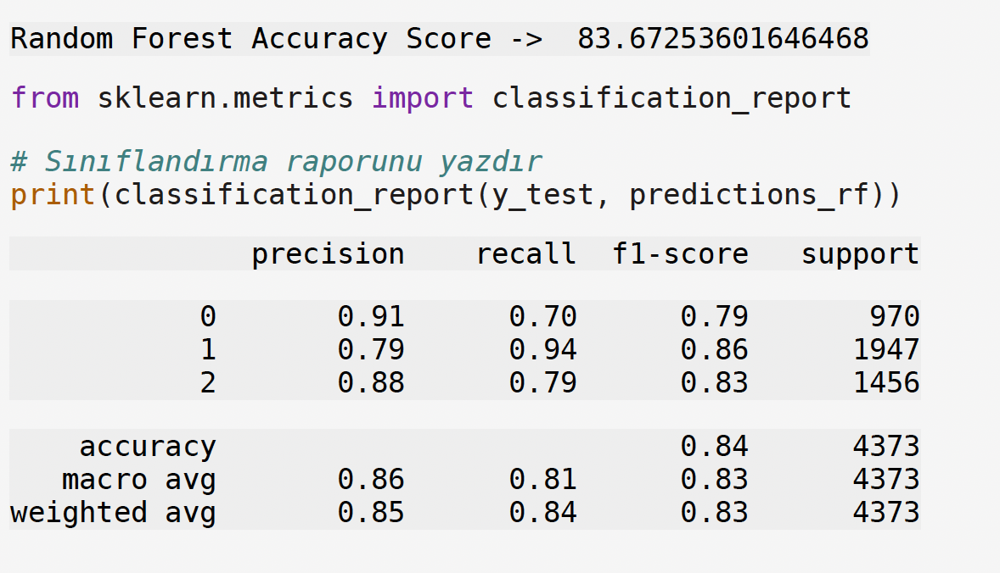 Random Forest Accuracy Score ->  83.67253601646468
from sklearn.metrics import classification_report
# Sınıflandırma raporunu yazdır
print(classification_report(y_test, predictions_rf))
              precision    recall  f1-score   support
           0       0.91      0.70      0.79       970
           1       0.79      0.94      0.86      1947
           2       0.88      0.79      0.83      1456
    accuracy                           0.84      4373
   macro avg       0.86      0.81      0.83      4373
weighted avg       0.85      0.84      0.83      4373